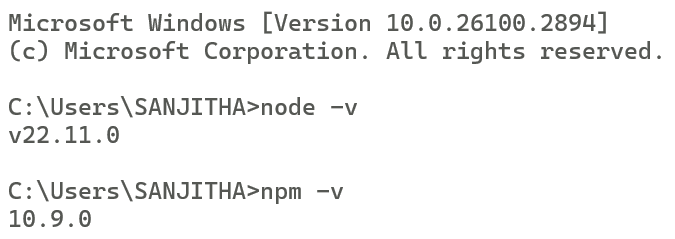 Microsoft Windows [Version 10.0.26100.2894]
(c) Microsoft Corporation. All rights reserved.
C:\Users\SANJITHA>node -v
v22.11.0
C:\Users\SANJITHA>npm -v
10.9.0